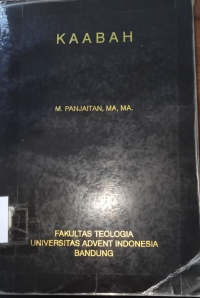 KAABAH
M. PANJAITAN, MA, MA.
FAKULTAS TEOLOGIA
UNIVERSITAS ADVENT INDONESIA
BANDUNG